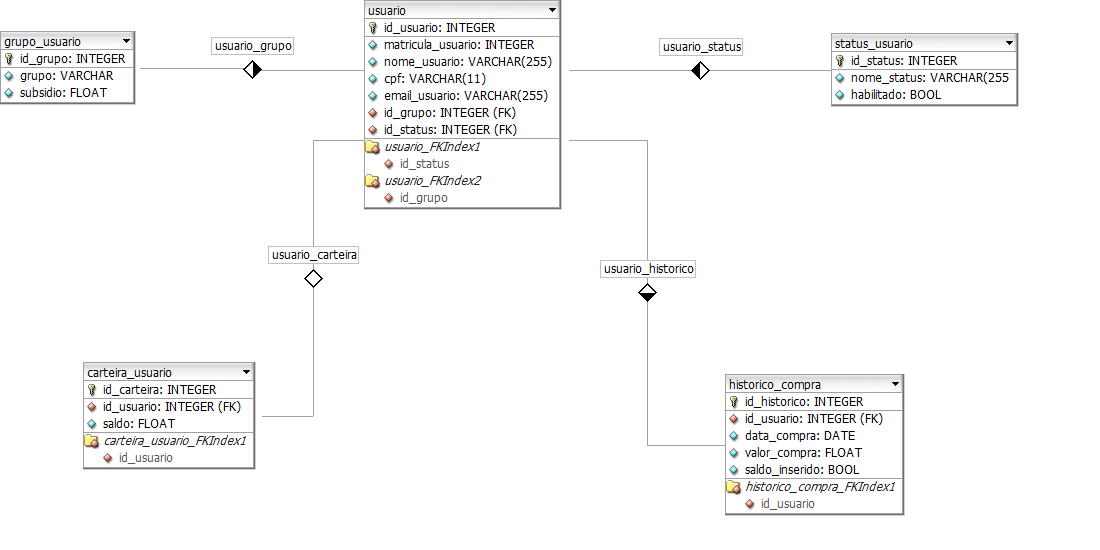 grupo_usuario
id_grupo: INTEGER
grupo: VARCHAR
subsidio: FLOAT
usuario_grupo
usuario
id_usuario: INTEGER
matricula_usuario: INTEGER
nome_usuario: VARCHAR(255)
cpf: VARCHAR(11)
email_usuario: VARCHAR(255)
id_grupo: INTEGER (FK)
id_status: INTEGER (FK)
usuario_FKIndex1
id_status
usuario_FKIndex2
id_grupo
usuario_status
status_usuario
id_status: INTEGER
nome_status: VARCHAR(255
habilitado: BOOL
usuario_carteira
usuario_historico
carteira_usuario
id_carteira: INTEGER
id_usuario: INTEGER (FK)
saldo: FLOAT
carteira_usuario_FKIndex1
id_usuario
historico_compra
id_historico: INTEGER
id_usuario: INTEGER (FK)
data_compra: DATE
valor_compra: FLOAT
saldo_inserido: BOOL
historico_compra_FKIndex1
id_usuario